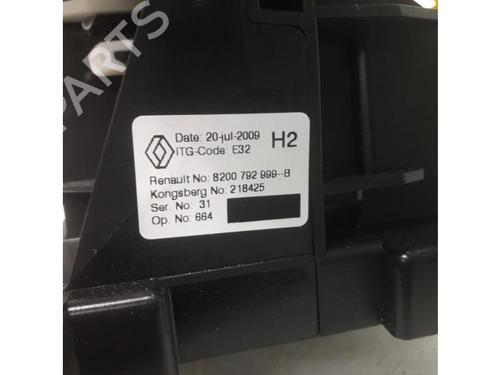 PARTS
Date: 20-jul-2009 H2
ITG-Code: E32
Renault No: 8200 792 999--B
Kongsberg No: 218425
Ser. No: 31
Op. No: 664